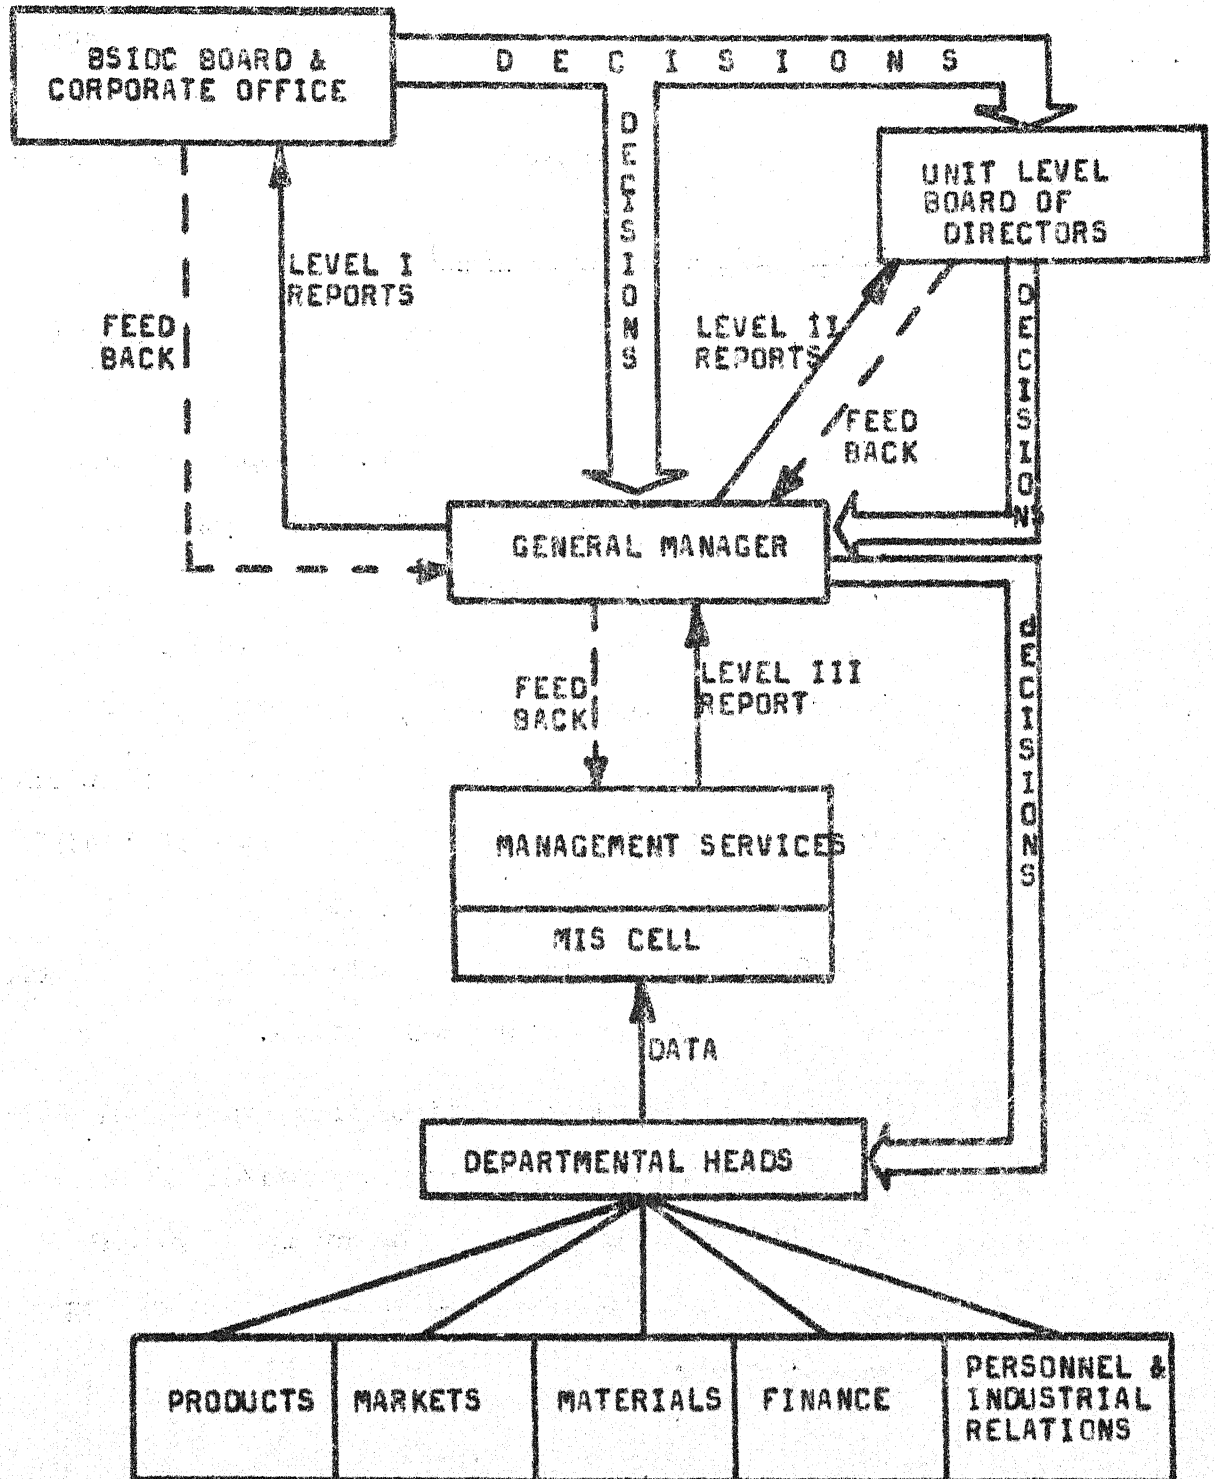 BSIDC BOARD &
CORPORATE OFFICE
DECISIONS
DECISIONS
UNIT LEVEL
BOARD OF
DIRECTORS
LEVEL I
REPORTS
FEED
BACK
LEVEL II
REPORTS
FEED
BACK
DECISIONS
GENERAL MANAGER
dECISIONS
FEED
BACK
LEVEL III
REPORT
MANAGEMENT SERVICES
MIS CELL
DATA
DEPARTMENTAL HEADS
PRODUCTS
MARKETS
MATERIALS
FINANCE
PERSONNEL &
INDUSTRIAL
RELATIONS